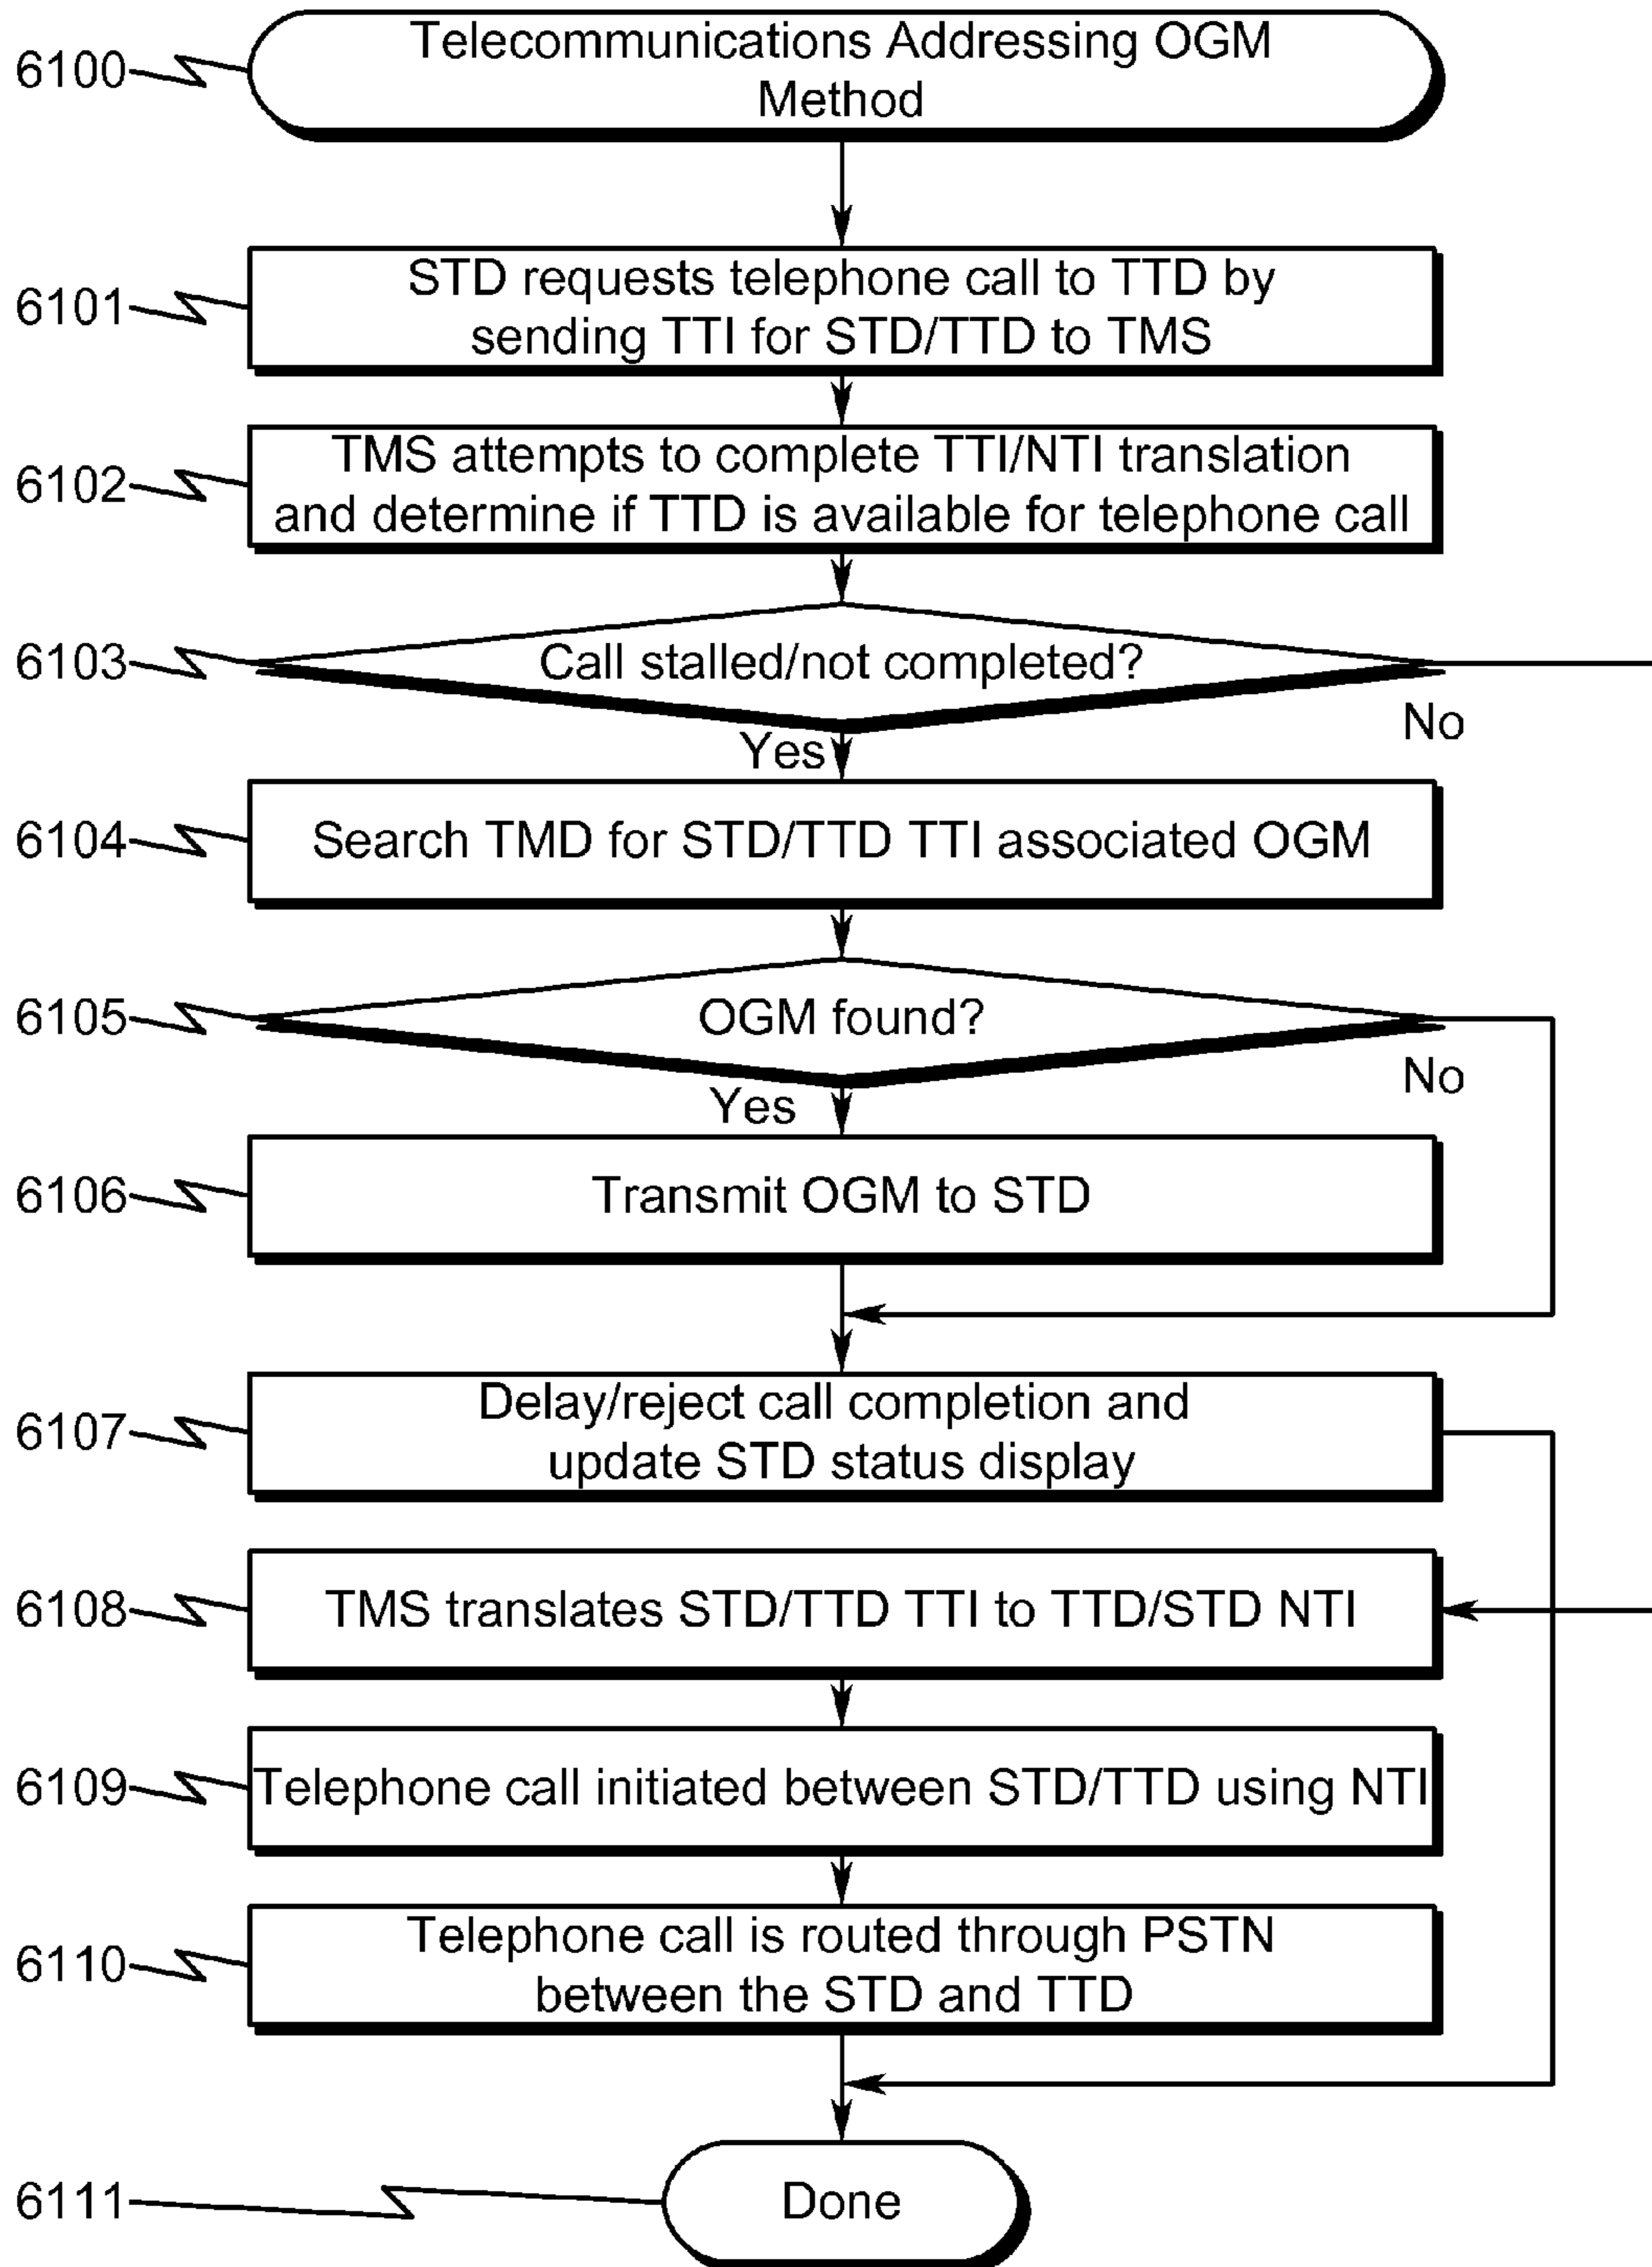 6100
Telecommunications Addressing OGM
Method
6101
STD requests telephone call to TTD by
sending TTI for STD/TTD to TMS
6102
TMS attempts to complete TTI/NTI translation
and determine if TTD is available for telephone call
6103
Call stalled/not completed?
No
Yes
6104
Search TMD for STD/TTD TTI associated OGM
6105
OGM found?
No
Yes
6106
Transmit OGM to STD
6107
Delay/reject call completion and
update STD status display
6108
TMS translates STD/TTD TTI to TTD/STD NTI
6109
Telephone call initiated between STD/TTD using NTI
6110
Telephone call is routed through PSTN
between the STD and TTD
6111
Done